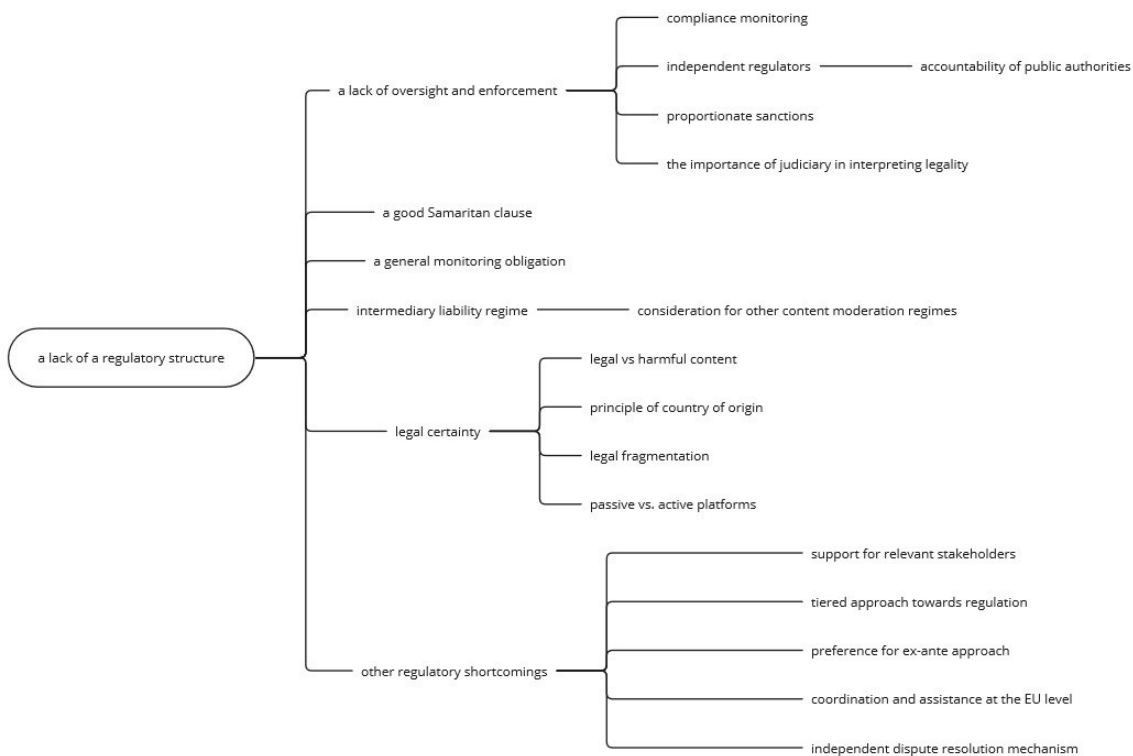 compliance monitoring
independent regulators
accountability of public authorities
a lack of oversight and enforcement
proportionate sanctions
the importance of judiciary in interpreting legality
a good Samaritan clause
a general monitoring obligation
intermediary liability regime
consideration for other content moderation regimes
a lack of a regulatory structure
legal vs harmful content
principle of country of origin
legal certainty
legal fragmentation
passive vs. active platforms
support for relevant stakeholders
tiered approach towards regulation
preference for ex-ante approach
other regulatory shortcomings
coordination and assistance at the EU level
independent dispute resolution mechanism